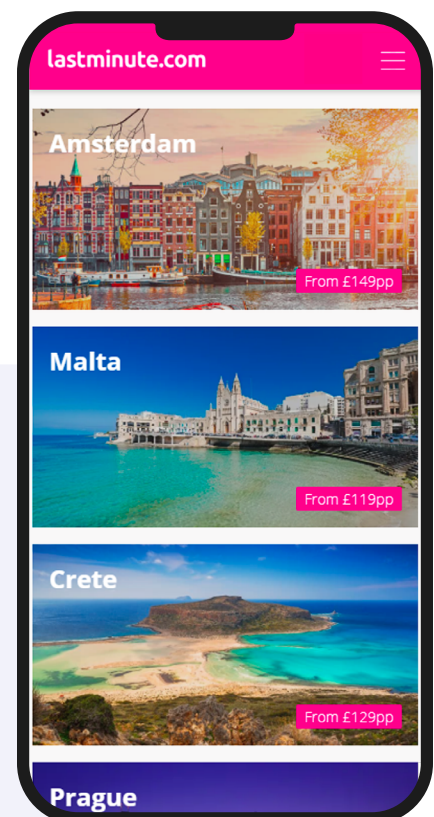 lastminute.com
Amsterdam
From £149pp
Malta
From £119pp
Crete
From £129pp
Prague